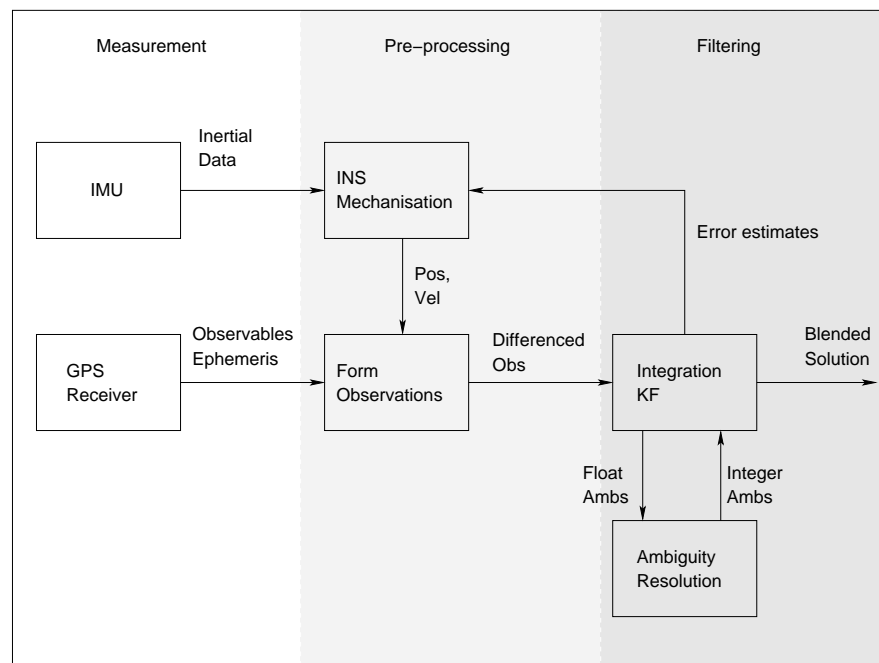 Measurement
Pre−processing
Filtering
Inertial
Data
IMU
INS
Mechanisation
Error estimates
Pos,
Vel
Observables
Ephemeris
Differenced
Obs
Blended
Solution
GPS
Receiver
Form
Observations
Integration
KF
Float
Ambs
Integer
Ambs
Ambiguity
Resolution